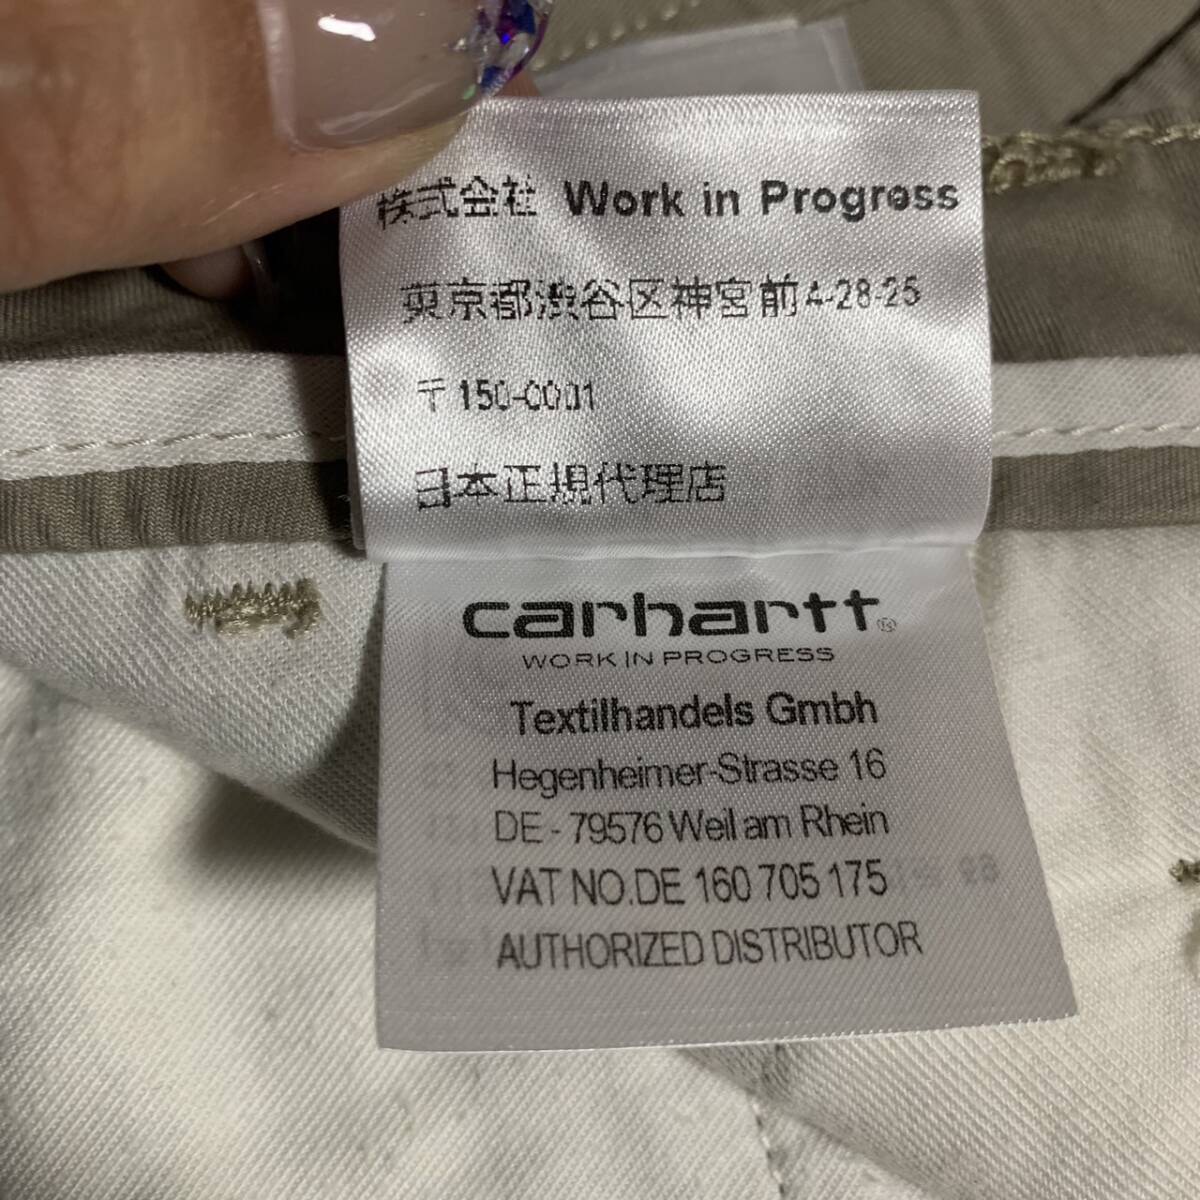 株式会社 Work in Progress
東京都渋谷区神宮前4-28-25
〒150-0001
日本正規代理店
carhartt®
WORK IN PROGRESS
Textilhandels Gmbh
Hegenheimer-Strasse 16
DE - 79576 Weil am Rhein
VAT NO.DE 160 705 175
AUTHORIZED DISTRIBUTOR